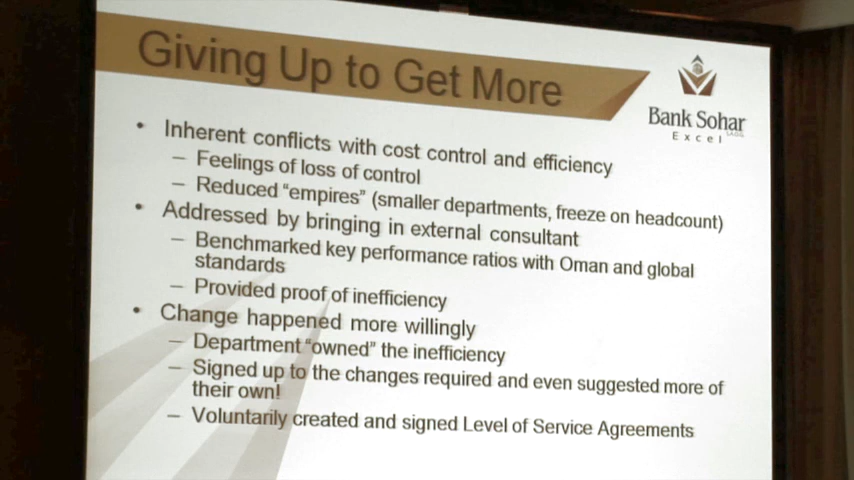 Giving Up to Get More
Bank Sohar
SAOG
Excel
• Inherent conflicts with cost control and efficiency
– Feelings of loss of control
– Reduced “empires” (smaller departments, freeze on headcount)
• Addressed by bringing in external consultant
– Benchmarked key performance ratios with Oman and global
standards
– Provided proof of inefficiency
• Change happened more willingly
– Department “owned” the inefficiency
– Signed up to the changes required and even suggested more of
their own!
– Voluntarily created and signed Level of Service Agreements